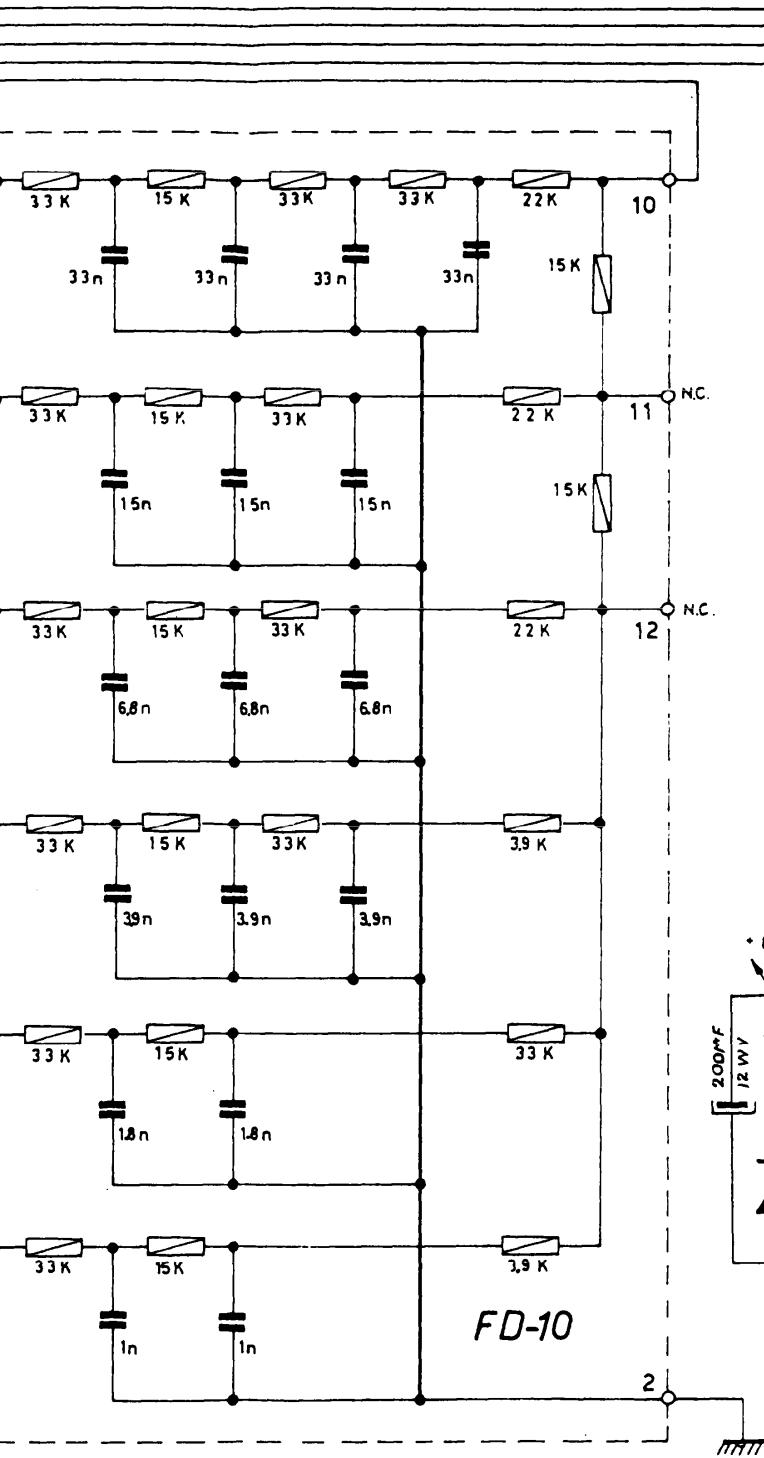 33K 15K 33K 33K 22K 10
33n 33n 33n 33n 15K
N.C.
33K 15K 33K 22K 11
15n 15n 15n 15K
N.C.
33K 15K 33K 22K 12
6,8n 6,8n 6.8n
33K 15K 33K 3,9K
3,9n 3.9n 3.9n
33K 15K 33K
200MF
12WV
1.8n 1.8n
33K 15K 3,9K
1n 1n
FD-10
2